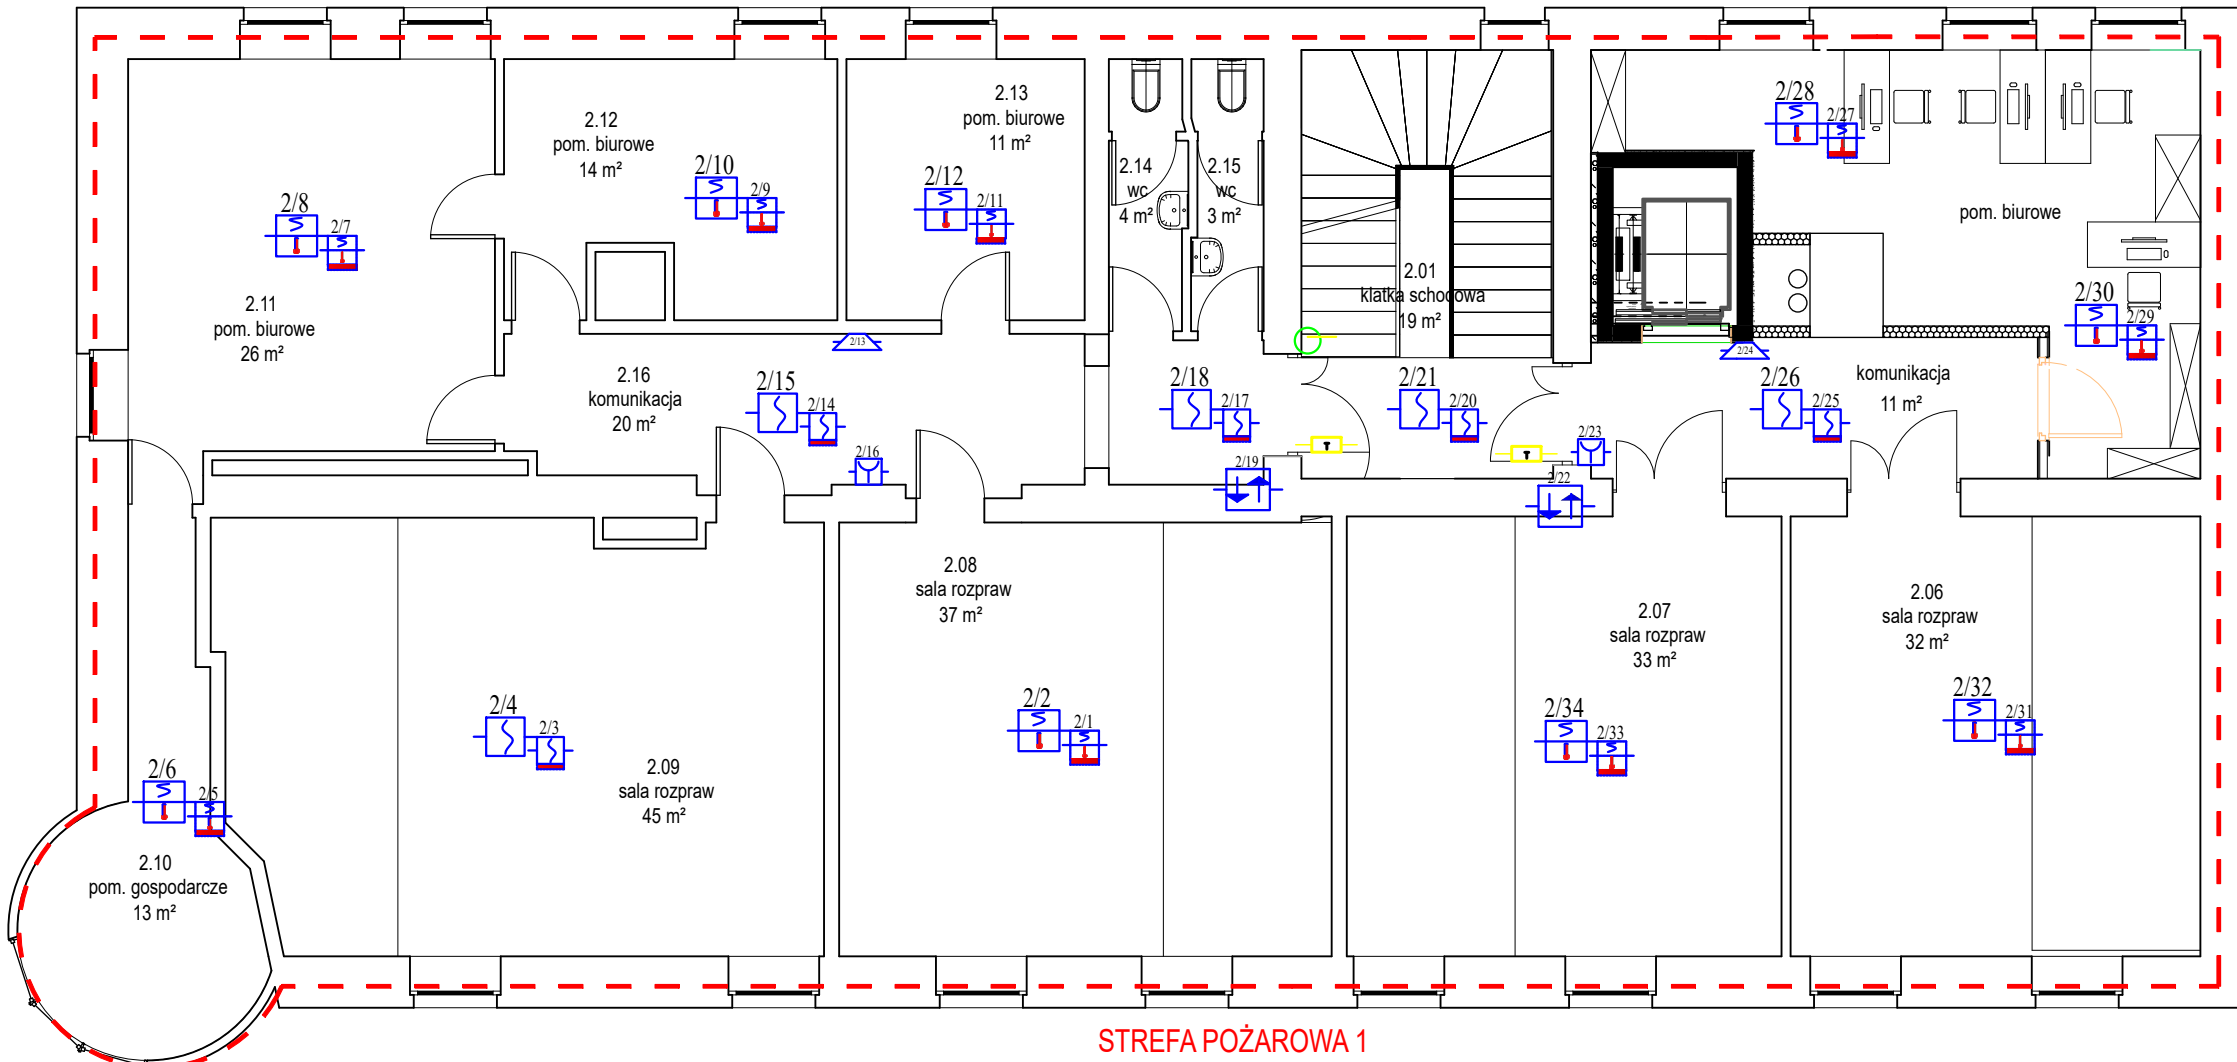 2.13
pom. biurowe
11 m²
2.12
pom. biurowe
14 m²
2/28
2/27
2/10
2/9
2/12
2/11
2.14
wc
4 m²
2.15
wc
3 m²
2/8
2/7
pom. biurowe
2.11
pom. biurowe
26 m²
2.01
klatka schodowa
19 m²
2/30
2/29
2/13
2/24
2.16
komunikacja
20 m²
2/15
2/14
2/18
2/17
2/21
2/20
2/26
2/25
komunikacja
11 m²
2/16
2/19
2/23
2/22
2.08
sala rozpraw
37 m²
2.07
sala rozpraw
33 m²
2.06
sala rozpraw
32 m²
2/4
2/3
2/2
2/1
2/34
2/33
2/32
2/31
2.09
sala rozpraw
45 m²
2/6
2/5
2.10
pom. gospodarcze
13 m²
STREFA POŻAROWA 1